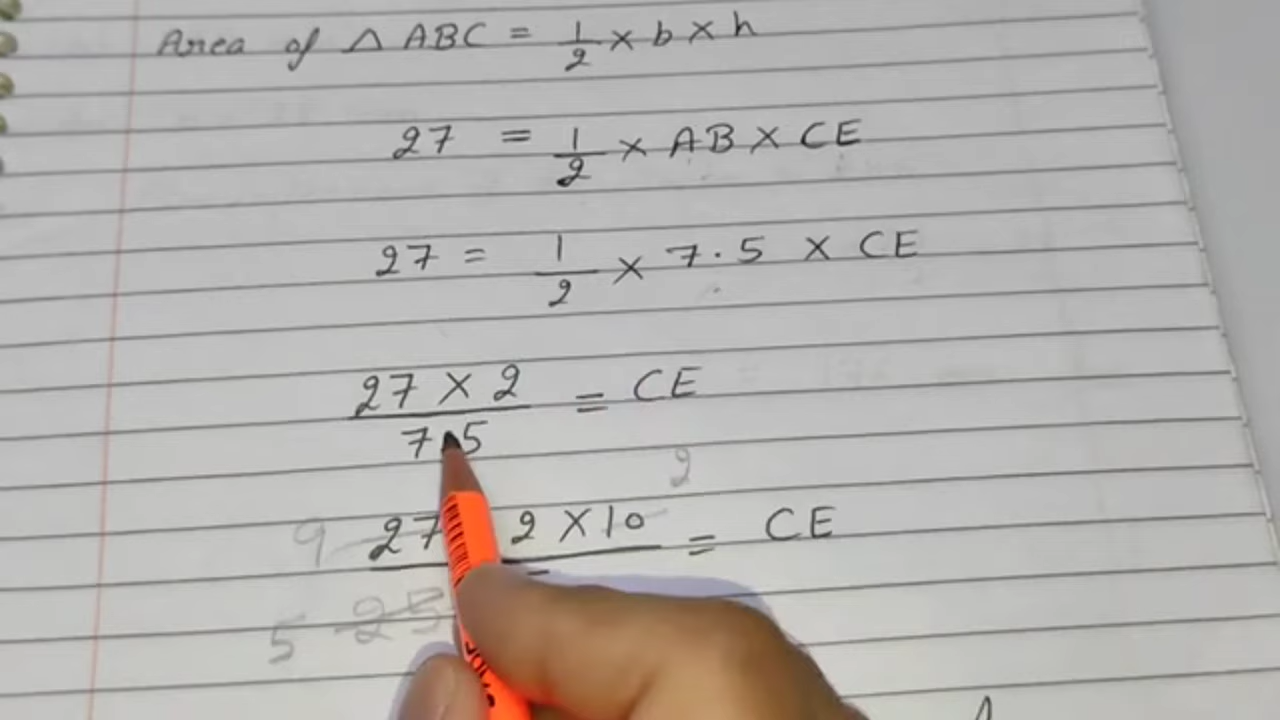 Area of △ ABC = 1/2 × b × h
27 = 1/2 × AB × CE
27 = 1/2 × 7.5 × CE
27 × 2 / 7.5 = CE
2
9 27 2 × 10 = CE
5 25